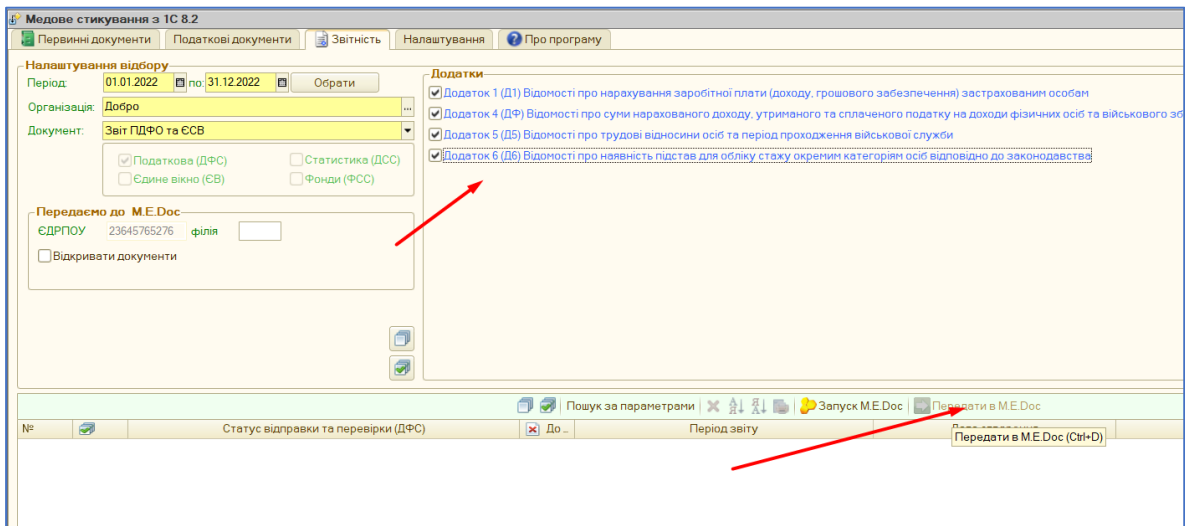 Медове стикування з 1С 8.2
Первинні документи Податкові документи Звітність Налаштування Про програму
Налаштування відбору
Період: 01.01.2022 по: 31.12.2022 Обрати
Організація: Добро ...
Документ: Звіт ПДФО та ЄСВ
Податкова (ДФС) Статистика (ДСС)
Єдине вікно (ЄВ) Фонди (ФСС)
Передаємо до M.E.Doc
ЄДРПОУ 23645765276 філія
Відкривати документи
Додатки
Додаток 1 (Д1) Відомості про нарахування заробітної плати (доходу, грошового забезпечення) застрахованим особам
Додаток 4 (ДФ) Відомості про суми нарахованого доходу, утриманого та сплаченого податку на доходи фізичних осіб та військового зб
Додаток 5 (Д5) Відомості про трудові відносини осіб та період проходження військової служби
Додаток 6 (Д6) Відомості про наявність підстав для обліку стажу окремим категоріям осіб відповідно до законодавства
Пошук за параметрами Запуск M.E.Doc Передати в M.E.Doc
№ Статус відправки та перевірки (ДФС) До... Період звіту
Передати в M.E.Doc (Ctrl+D)